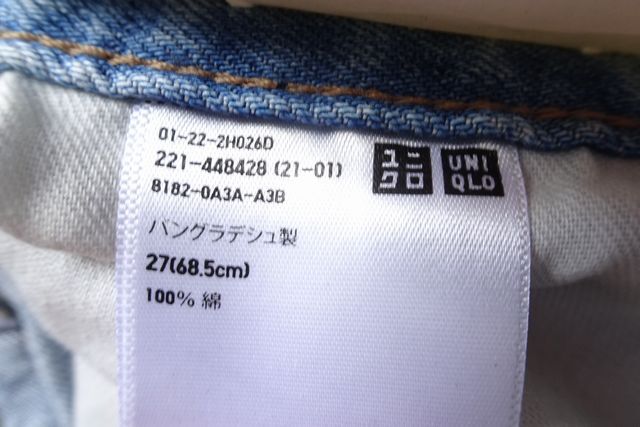 01-22-2H026D
221-448428 (21-01)
8182-0A3A-A3B
ユニ
クロ
UNI
QLO
バングラデシュ製
27(68.5cm)
100% 綿